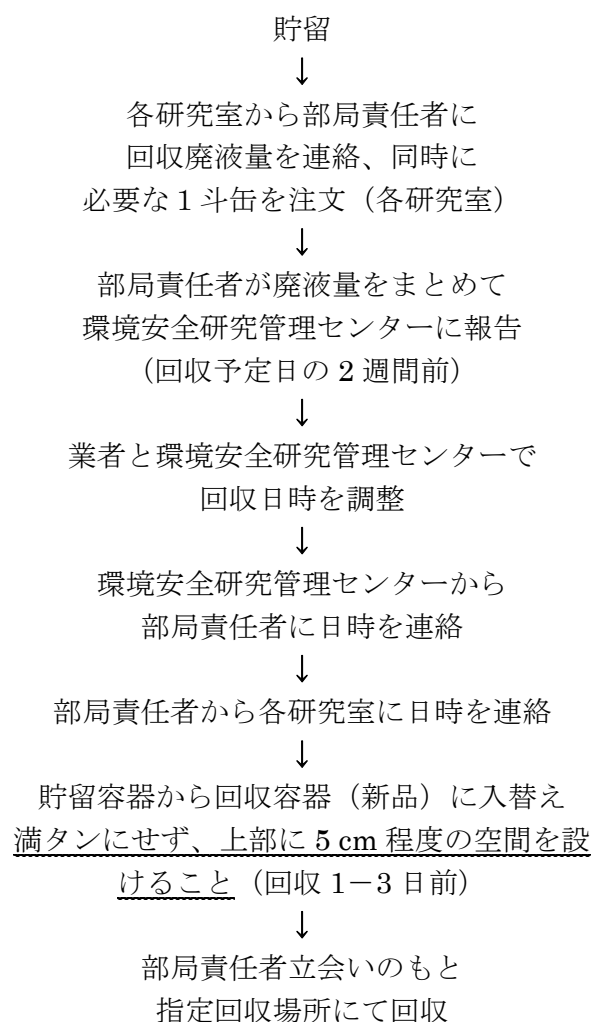 貯留
↓
各研究室から部局責任者に
回収廃液量を連絡、同時に
必要な1斗缶を注文（各研究室）
↓
部局責任者が廃液量をまとめて
環境安全研究管理センターに報告
（回収予定日の 2 週間前）
↓
業者と環境安全研究管理センターで
回収日時を調整
↓
環境安全研究管理センターから
部局責任者に日時を連絡
↓
部局責任者から各研究室に日時を連絡
↓
貯留容器から回収容器（新品）に入替え
満タンにせず、上部に 5 cm 程度の空間を設
けること（回収 1－3 日前）
↓
部局責任者立会いのもと
指定回収場所にて回収